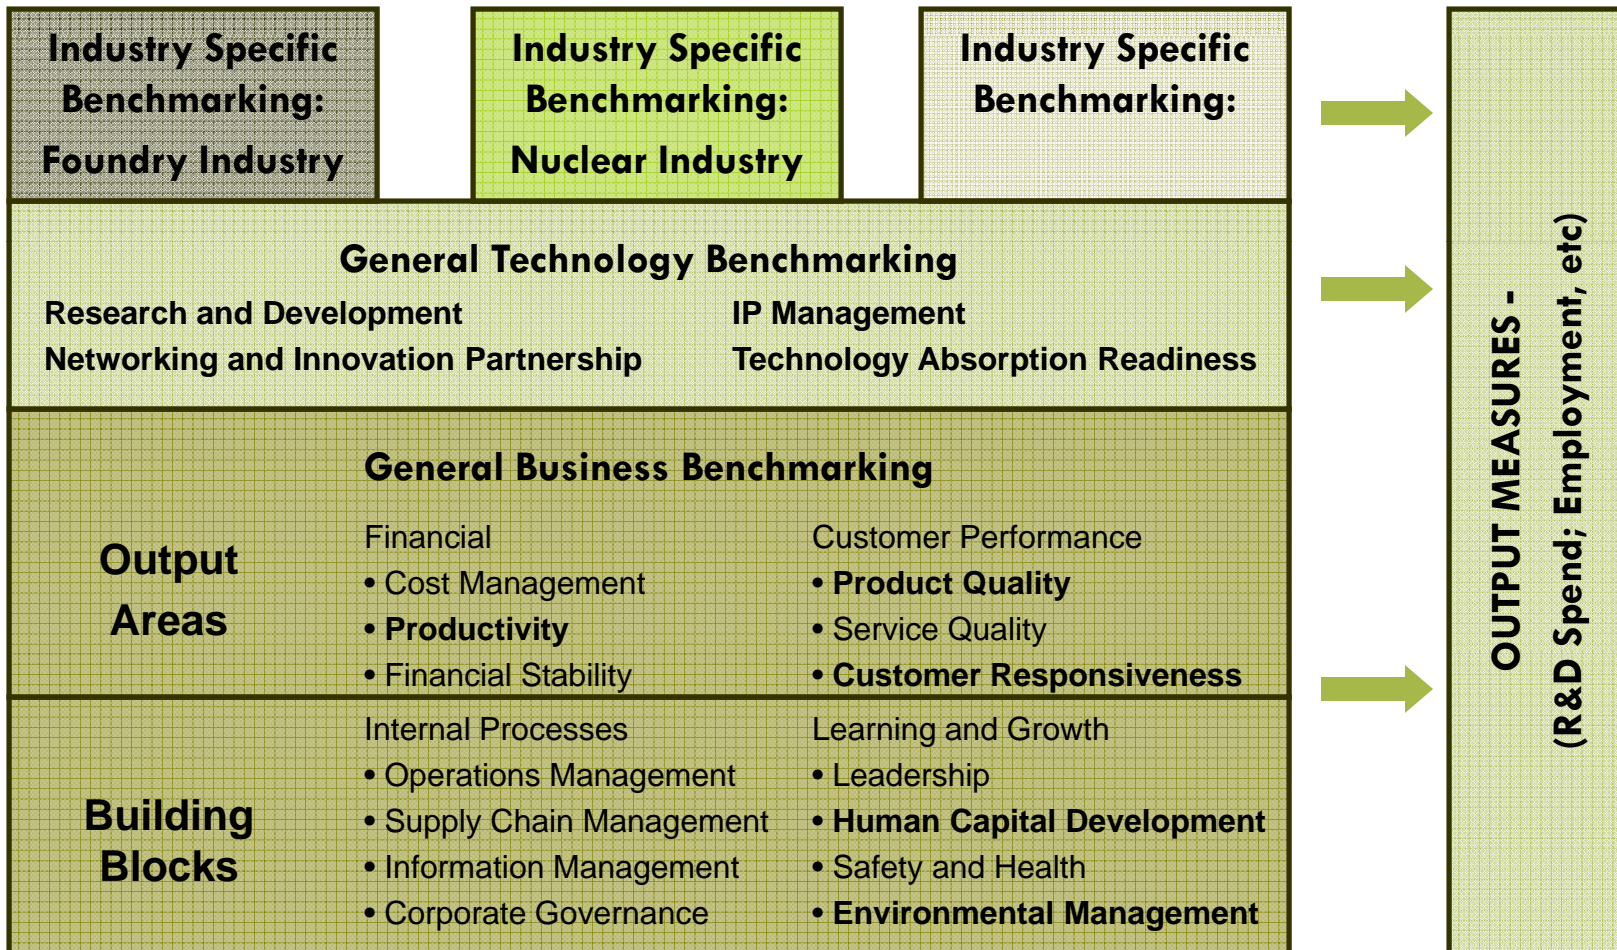 Industry Specific
Benchmarking:
Foundry Industry
Industry Specific
Benchmarking:
Nuclear Industry
Industry Specific
Benchmarking:
General Technology Benchmarking
Research and Development
Networking and Innovation Partnership
IP Management
Technology Absorption Readiness
General Business Benchmarking
Output
Areas
Financial
• Cost Management
• Productivity
• Financial Stability
Customer Performance
• Product Quality
• Service Quality
• Customer Responsiveness
Building
Blocks
Internal Processes
• Operations Management
• Supply Chain Management
• Information Management
• Corporate Governance
Learning and Growth
• Leadership
• Human Capital Development
• Safety and Health
• Environmental Management
OUTPUT MEASURES -
(R&D Spend; Employment, etc)